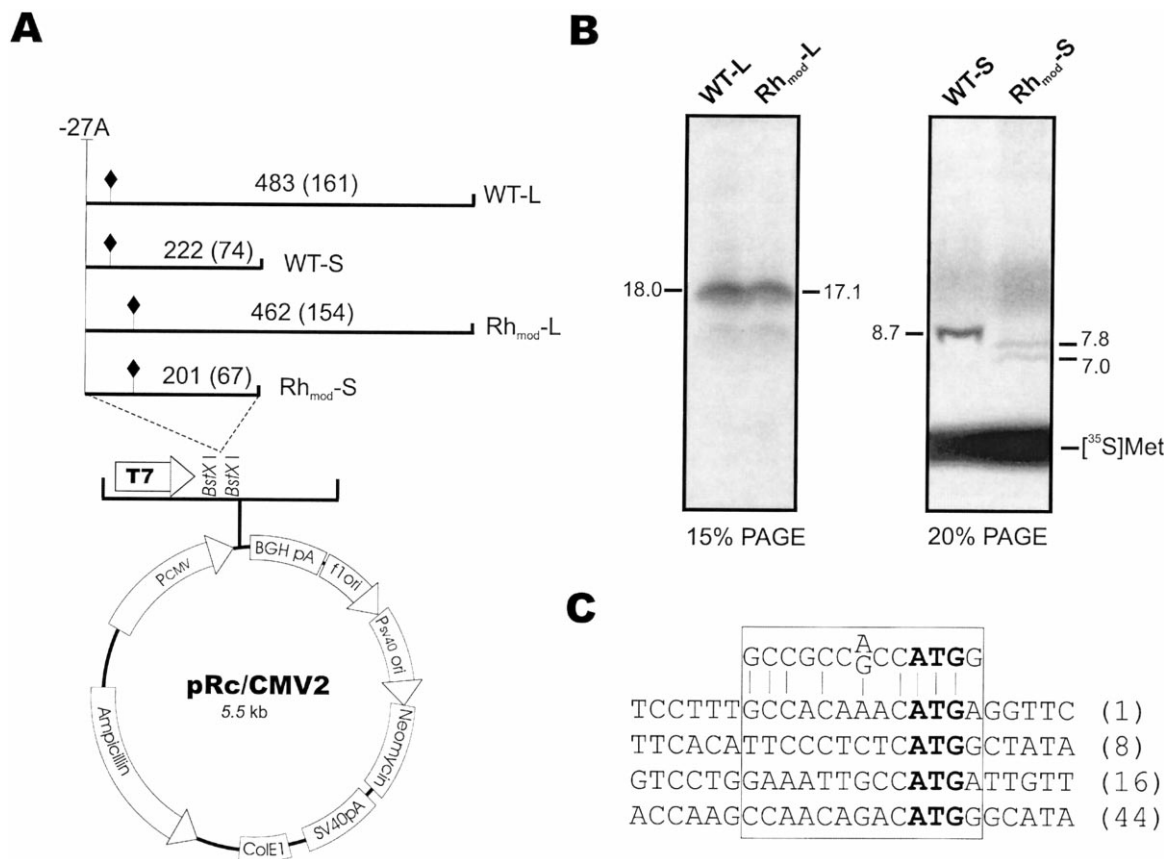 A
-27A
483 (161)
WT-L
222 (74)
WT-S
462 (154)
Rhmod-L
201 (67)
Rhmod-S
T7
BstX I
BstX I
PCMV
BGH pA
f1ori
PSV40 ori
Neomycin
SV40pA
ColE1
Ampicillin
pRc/CMV2
5.5 kb
B
WT-L
Rhmod-L
18.0
17.1
15% PAGE
WT-S
Rhmod-S
8.7
7.8
7.0
[35S]Met
20% PAGE
C
A
GCCGCC CCATGG
G
TCCTTTGCCACAAACATGAGGTTC (1)
TTCACATTCCCTCTCATGGCTATA (8)
GTCCTGGAAATTGCCATGATTGTT (16)
ACCAAGCCAACAGACATGGGCATA (44)